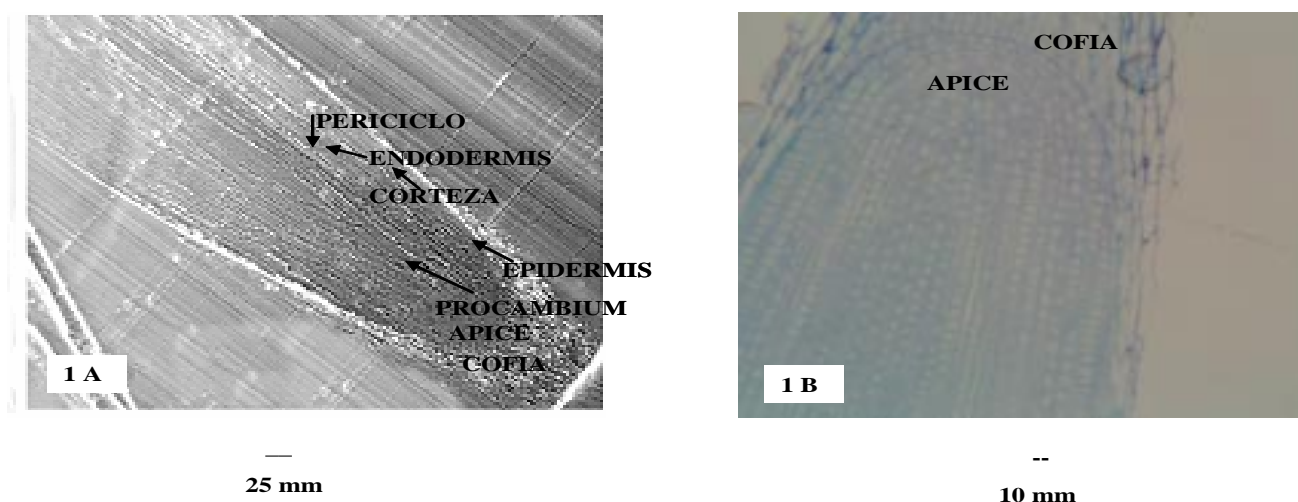 PERICICLO
ENDODERMIS
CORTEZA
EPIDERMIS
PROCAMBIUM
APICE
COFIA
1 A
25 mm
COFIA
APICE
1 B
--
10 mm